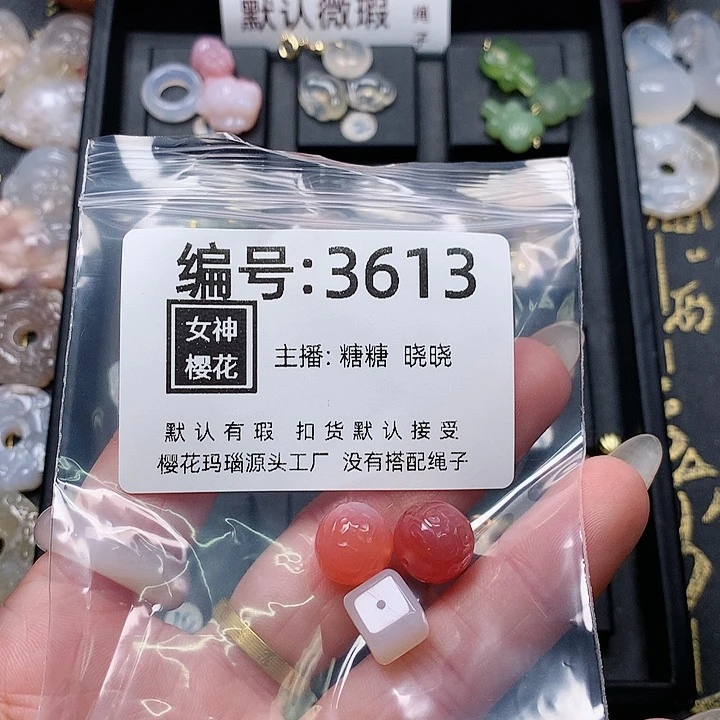 默认微瑕
绳
子
编号:3613
女神
樱花
主播: 糖糖 晓晓
默认有瑕 扣货默认接受
樱花玛瑙源头工厂 没有搭配绳子